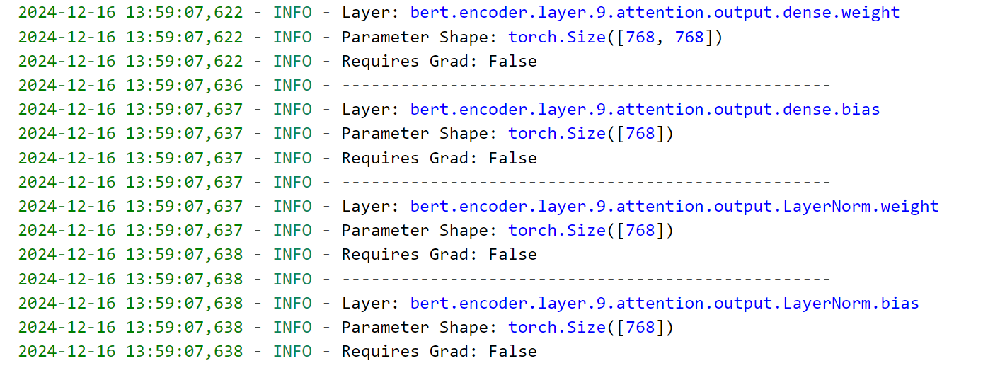 2024-12-16 13:59:07,622 - INFO - Layer: bert.encoder.layer.9.attention.output.dense.weight
2024-12-16 13:59:07,622 - INFO - Parameter Shape: torch.Size([768, 768])
2024-12-16 13:59:07,622 - INFO - Requires Grad: False
2024-12-16 13:59:07,636 - INFO - --------------------------------------------------
2024-12-16 13:59:07,637 - INFO - Layer: bert.encoder.layer.9.attention.output.dense.bias
2024-12-16 13:59:07,637 - INFO - Parameter Shape: torch.Size([768])
2024-12-16 13:59:07,637 - INFO - Requires Grad: False
2024-12-16 13:59:07,637 - INFO - --------------------------------------------------
2024-12-16 13:59:07,637 - INFO - Layer: bert.encoder.layer.9.attention.output.LayerNorm.weight
2024-12-16 13:59:07,637 - INFO - Parameter Shape: torch.Size([768])
2024-12-16 13:59:07,638 - INFO - Requires Grad: False
2024-12-16 13:59:07,638 - INFO - --------------------------------------------------
2024-12-16 13:59:07,638 - INFO - Layer: bert.encoder.layer.9.attention.output.LayerNorm.bias
2024-12-16 13:59:07,638 - INFO - Parameter Shape: torch.Size([768])
2024-12-16 13:59:07,638 - INFO - Requires Grad: False